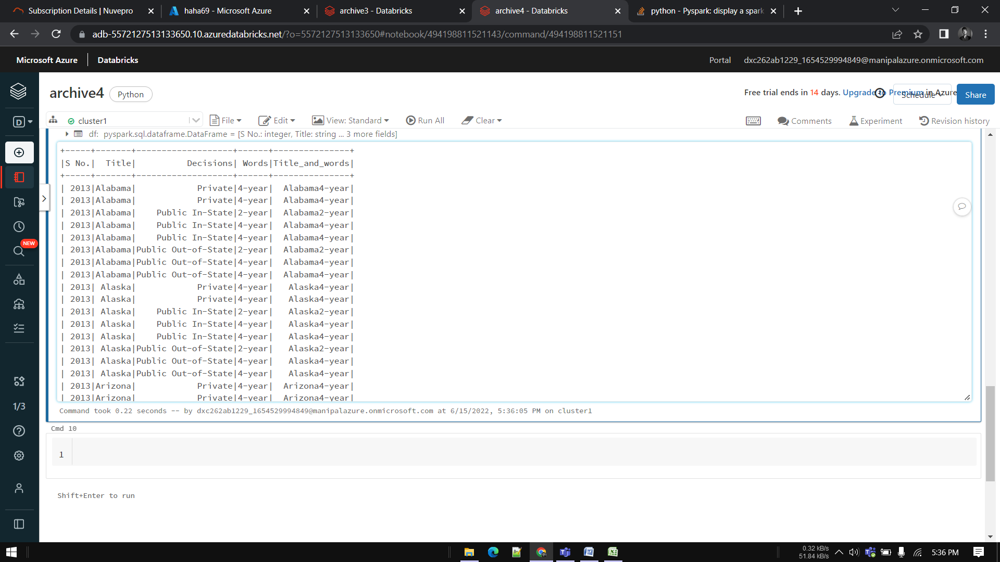 Subscription Details | Nuvepro
haha69 - Microsoft Azure
archive3 - Databricks
archive4 - Databricks
python - Pyspark: display a spark
adb-5572127513133650.10.azuredatabricks.net/?o=5572127513133650#notebook/494198811521143/command/494198811521151
Microsoft Azure
Databricks
Portal
dxc262ab1229_1654529994849@manipalazure.onmicrosoft.com
archive4
Python
Free trial ends in 14 days. Upgrade to Premium in Azure
Schedule
Share
D
cluster1
File
Edit
View: Standard
Run All
Clear
Comments
Experiment
Revision history
NEW
1/3
df: pyspark.sql.dataframe.DataFrame = [S No.: integer, Title: string ... 3 more fields]
+-----+-------+-------------------+------+---------------+
|S No.|  Title|          Decisions| Words|Title_and_words|
+-----+-------+-------------------+------+---------------+
| 2013|Alabama|            Private|4-year|  Alabama4-year|
| 2013|Alabama|            Private|4-year|  Alabama4-year|
| 2013|Alabama|    Public In-State|2-year|  Alabama2-year|
| 2013|Alabama|    Public In-State|4-year|  Alabama4-year|
| 2013|Alabama|    Public In-State|4-year|  Alabama4-year|
| 2013|Alabama|Public Out-of-State|2-year|  Alabama2-year|
| 2013|Alabama|Public Out-of-State|4-year|  Alabama4-year|
| 2013|Alabama|Public Out-of-State|4-year|  Alabama4-year|
| 2013| Alaska|            Private|4-year|   Alaska4-year|
| 2013| Alaska|            Private|4-year|   Alaska4-year|
| 2013| Alaska|    Public In-State|2-year|   Alaska2-year|
| 2013| Alaska|    Public In-State|4-year|   Alaska4-year|
| 2013| Alaska|    Public In-State|4-year|   Alaska4-year|
| 2013| Alaska|Public Out-of-State|2-year|   Alaska2-year|
| 2013| Alaska|Public Out-of-State|4-year|   Alaska4-year|
| 2013| Alaska|Public Out-of-State|4-year|   Alaska4-year|
| 2013|Arizona|            Private|4-year|  Arizona4-year|
| 2013|Arizona|            Private|4-year|  Arizona4-year|
Command took 0.22 seconds -- by dxc262ab1229_1654529994849@manipalazure.onmicrosoft.com at 6/15/2022, 5:36:05 PM on cluster1
Cmd 10
1
Shift+Enter to run
0.32 kB/s
51.84 kB/s
5:36 PM